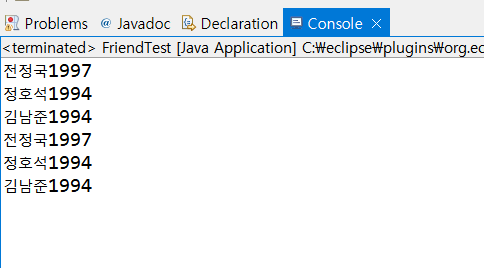 Problems @ Javadoc Declaration Console
<terminated> FriendTest [Java Application] C:₩eclipse₩plugins₩org.ec
전정국1997
정호석1994
김남준1994
전정국1997
정호석1994
김남준1994